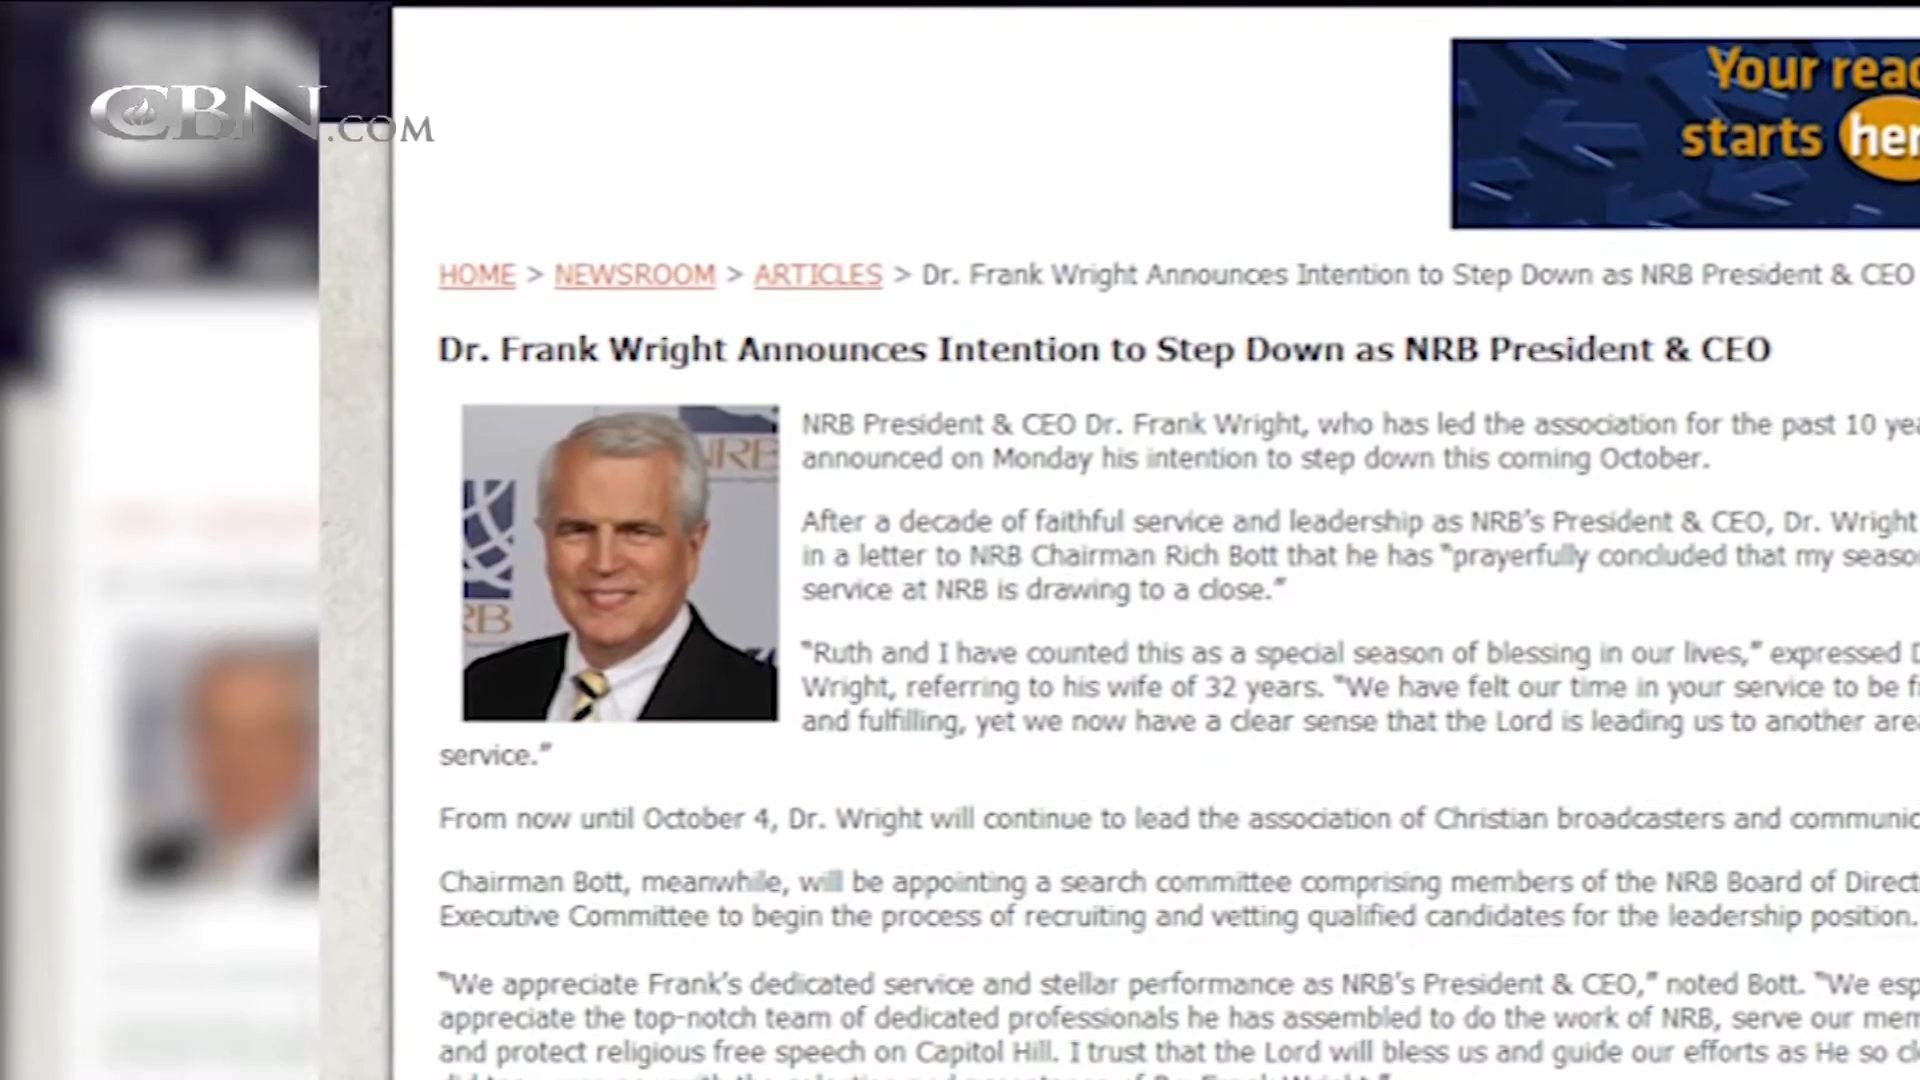 CBN.COM
Your
starts
HOME > NEWSROOM > ARTICLES > Dr. Frank Wright Announces Intention to Step Down as NRB President & CEO
Dr. Frank Wright Announces Intention to Step Down as NRB President & CEO
NRB
NRB President & CEO Dr. Frank Wright, who has led the association for the past 10
announced on Monday his intention to step down this coming October.
After a decade of faithful service and leadership as NRB’s President & CEO, Dr. Wright
in a letter to NRB Chairman Rich Bott that he has “prayerfully concluded that my
service at NRB is drawing to a close.”
“Ruth and I have counted this as a special season of blessing in our lives,” expressed
Wright, referring to his wife of 32 years. “We have felt our time in your service to be
and fulfilling, yet we now have a clear sense that the Lord is leading us to another
service.”
From now until October 4, Dr. Wright will continue to lead the association of Christian broadcasters and
Chairman Bott, meanwhile, will be appointing a search committee comprising members of the NRB Board of
Executive Committee to begin the process of recruiting and vetting qualified candidates for the leadership position.
“We appreciate Frank’s dedicated service and stellar performance as NRB’s President & CEO,” noted Bott. “We
appreciate the top-notch team of dedicated professionals he has assembled to do the work of NRB, serve our
and protect religious free speech on Capitol Hill. I trust that the Lord will bless us and guide our efforts as He so